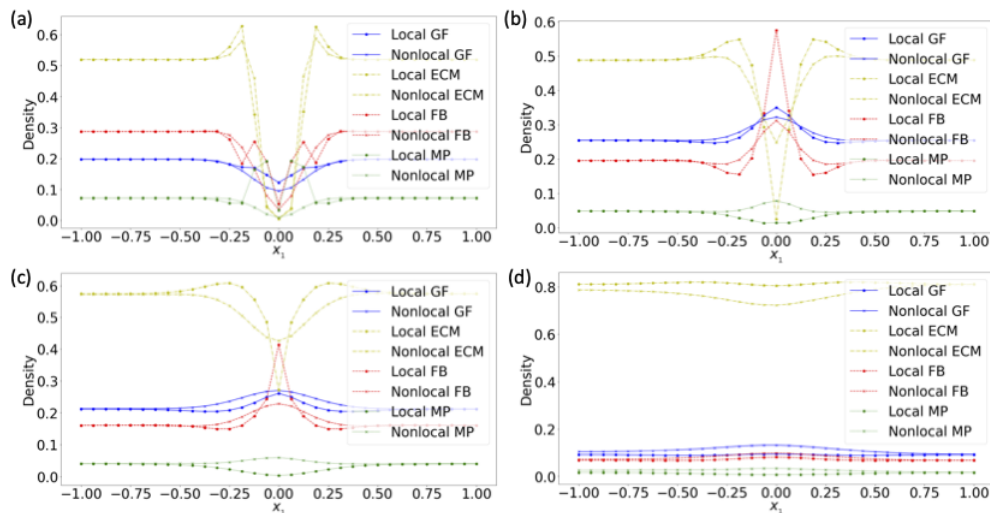 (a)
Density
0.6
0.5
0.4
0.3
0.2
0.1
0.0
Local GF
Nonlocal GF
Local ECM
Nonlocal ECM
Local FB
Nonlocal FB
Local MP
Nonlocal MP
−1.00 −0.75 −0.50 −0.25 0.00 0.25 0.50 0.75 1.00
x₁
(b)
Density
0.6
0.5
0.4
0.3
0.2
0.1
0.0
Local GF
Nonlocal GF
Local ECM
Nonlocal ECM
Local FB
Nonlocal FB
Local MP
Nonlocal MP
−1.00 −0.75 −0.50 −0.25 0.00 0.25 0.50 0.75 1.00
x₁
(c)
Density
0.6
0.5
0.4
0.3
0.2
0.1
0.0
Local GF
Nonlocal GF
Local ECM
Nonlocal ECM
Local FB
Nonlocal FB
Local MP
Nonlocal MP
−1.00 −0.75 −0.50 −0.25 0.00 0.25 0.50 0.75 1.00
x₁
(d)
Density
0.8
0.6
0.4
0.2
0.0
Local GF
Nonlocal GF
Local ECM
Nonlocal ECM
Local FB
Nonlocal FB
Local MP
Nonlocal MP
−1.00 −0.75 −0.50 −0.25 0.00 0.25 0.50 0.75 1.00
x₁